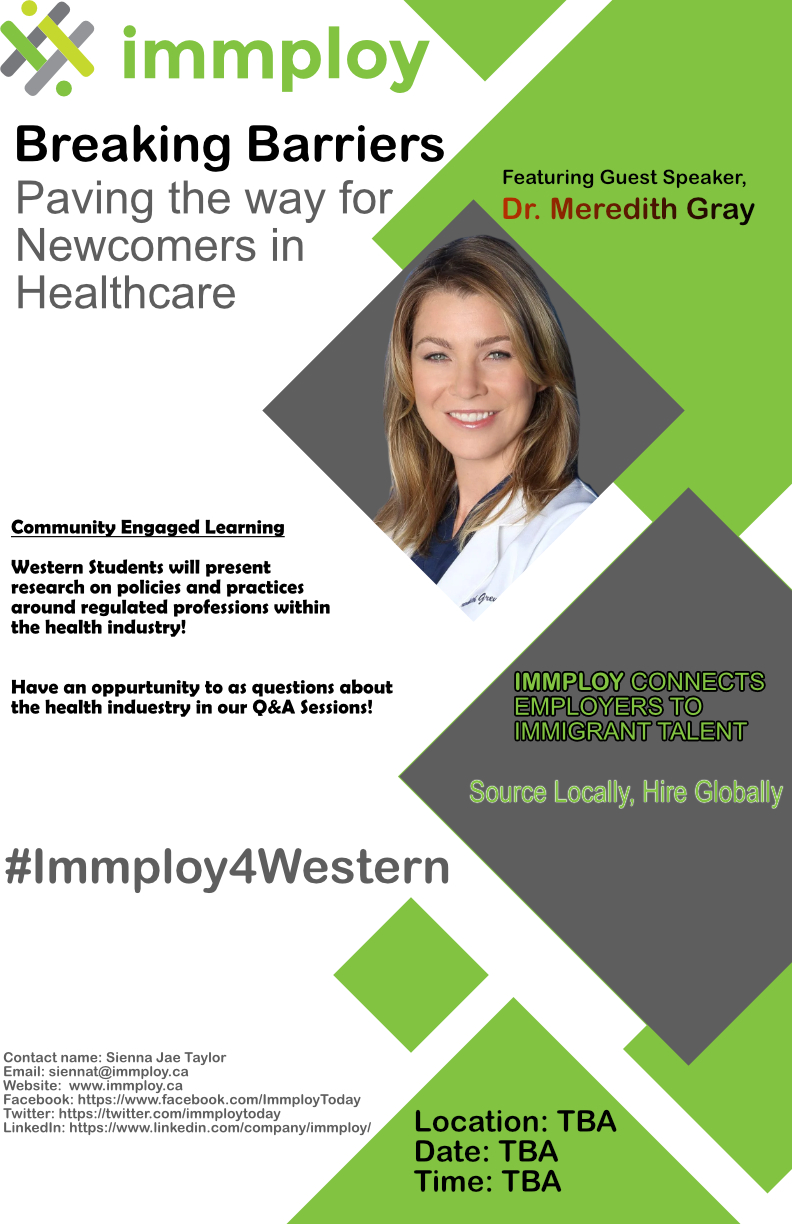 immploy
Breaking Barriers
Paving the way for
Newcomers in
Healthcare
Featuring Guest Speaker,
Dr. Meredith Gray
Community Engaged Learning
Western Students will present
research on policies and practices
around regulated professions within
the health industry!
Have an oppurtunity to as questions about
the health induestry in our Q&A Sessions!
IMMPLOY CONNECTS
EMPLOYERS TO
IMMIGRANT TALENT
Source Locally, Hire Globally
#Immploy4Western
Contact name: Sienna Jae Taylor
Email: siennat@immploy.ca
Website:  www.immploy.ca
Facebook: https://www.facebook.com/ImmployToday
Twitter: https://twitter.com/immploytoday
LinkedIn: https://www.linkedin.com/company/immploy/
Location: TBA
Date: TBA
Time: TBA